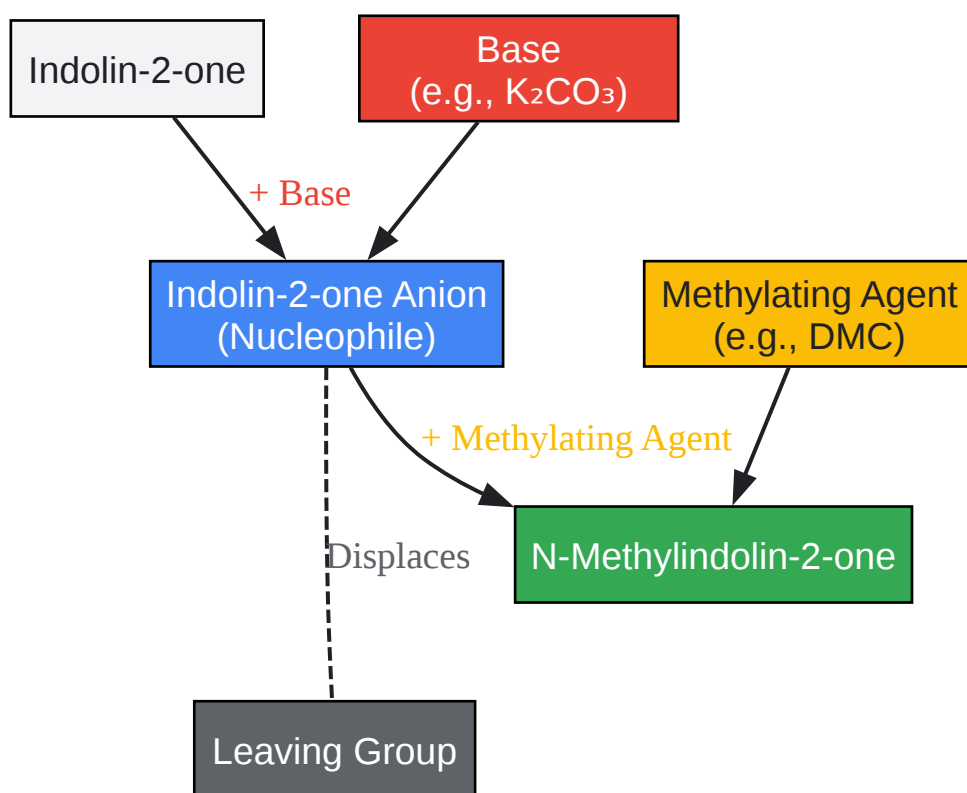 Indolin-2-one
Base
(e.g., K₂CO₃)
+ Base
Indolin-2-one Anion
(Nucleophile)
Methylating Agent
(e.g., DMC)
+ Methylating Agent
Displaces
N-Methylindolin-2-one
Leaving Group